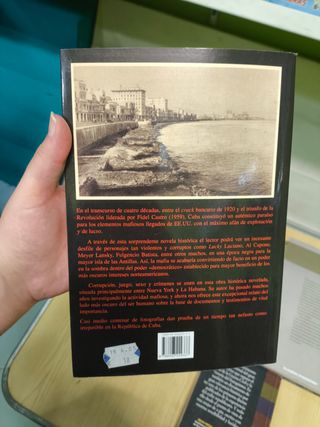 En el transcurso de cuatro décadas, entre el crack bancario de 1920 y el triunfo de la
Revolución liderada por Fidel Castro (1959), Cuba constituyó un auténtico paraíso
para los elementos mafiosos llegados de EE.UU. con el máximo afán de explotación
y de lucro.
A través de esta sorprendente novela histórica el lector podrá ver un incesante
desfile de personajes tan violentos y corruptos como Lucky Luciano, Al Capone,
Meyer Lansky, Fulgencio Batista, entre otros muchos, en una época negra para la
mayor isla de las Antillas. Así, la mafia se acabaría convirtiendo de facto en un poder
en la sombra dentro del poder «democrático» establecido para mayor beneficio de los
más oscuros intereses norteamericanos.
Corrupción, juego, sexo y crímenes se aúnan en esta obra histórica novelada,
situada principalmente entre Nueva York y La Habana. Su autor ha pasado muchos
años investigando la actividad mafiosa, y ahora nos ofrece este excepcional relato del
lado más oscuro del ser humano sobre la base de documentos y testimonios de vital
importancia.
Casi medio centenar de fotografías dan prueba de un tiempo tan nefasto como
irrepetible en la República de Cuba.
18